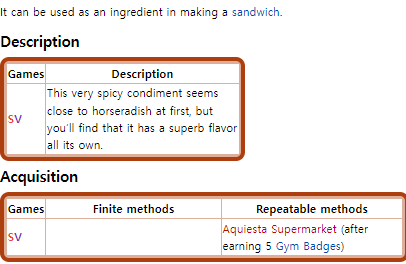 It can be used as an ingredient in making a sandwich.
Description
Games Description
SV
This very spicy condiment seems
close to horseradish at first, but
you'll find that it has a superb flavor
all its own.
Acquisition
Games Finite methods Repeatable methods
SV
Aquiesta Supermarket (after
earning 5 Gym Badges)